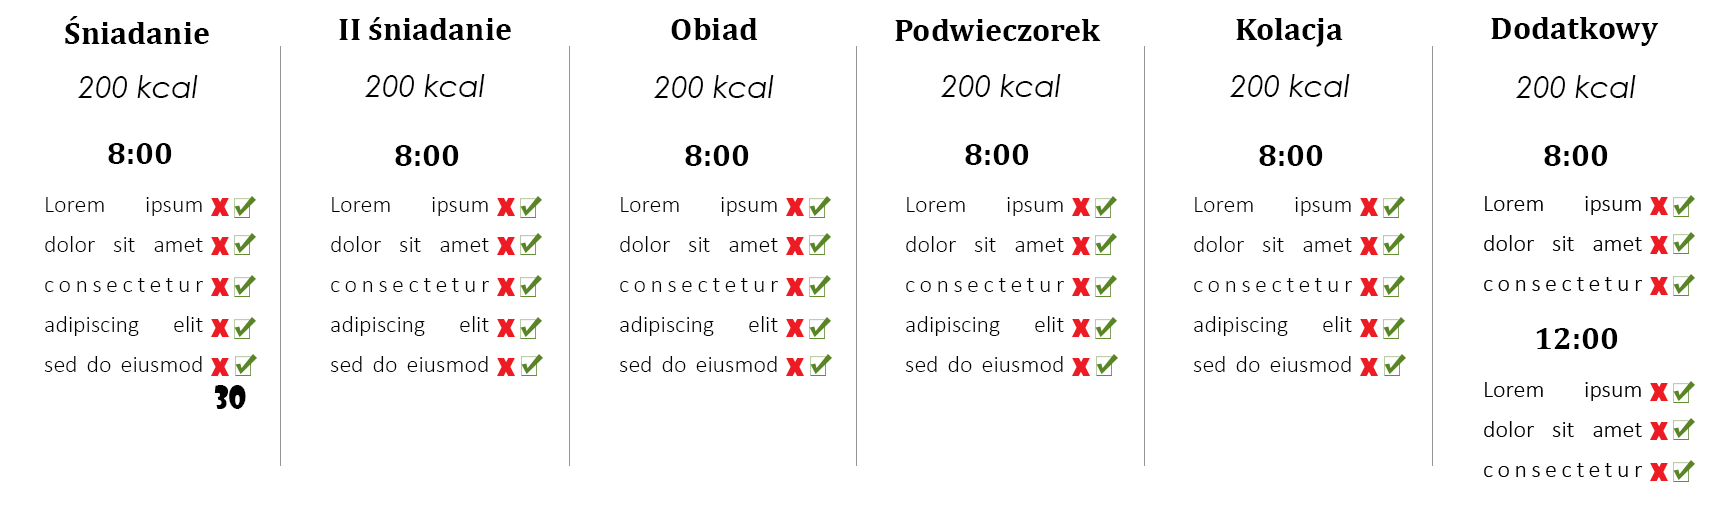 Śniadanie
200 kcal
8:00
Lorem ipsum
dolor sit amet
consectetur
adipiscing elit
sed do eiusmod
30
II śniadanie
200 kcal
8:00
Lorem ipsum
dolor sit amet
consectetur
adipiscing elit
sed do eiusmod
Obiad
200 kcal
8:00
Lorem ipsum
dolor sit amet
consectetur
adipiscing elit
sed do eiusmod
Podwieczorek
200 kcal
8:00
Lorem ipsum
dolor sit amet
consectetur
adipiscing elit
sed do eiusmod
Kolacja
200 kcal
8:00
Lorem ipsum
dolor sit amet
consectetur
adipiscing elit
sed do eiusmod
Dodatkowy
200 kcal
8:00
Lorem ipsum
dolor sit amet
consectetur
12:00
Lorem ipsum
dolor sit amet
consectetur